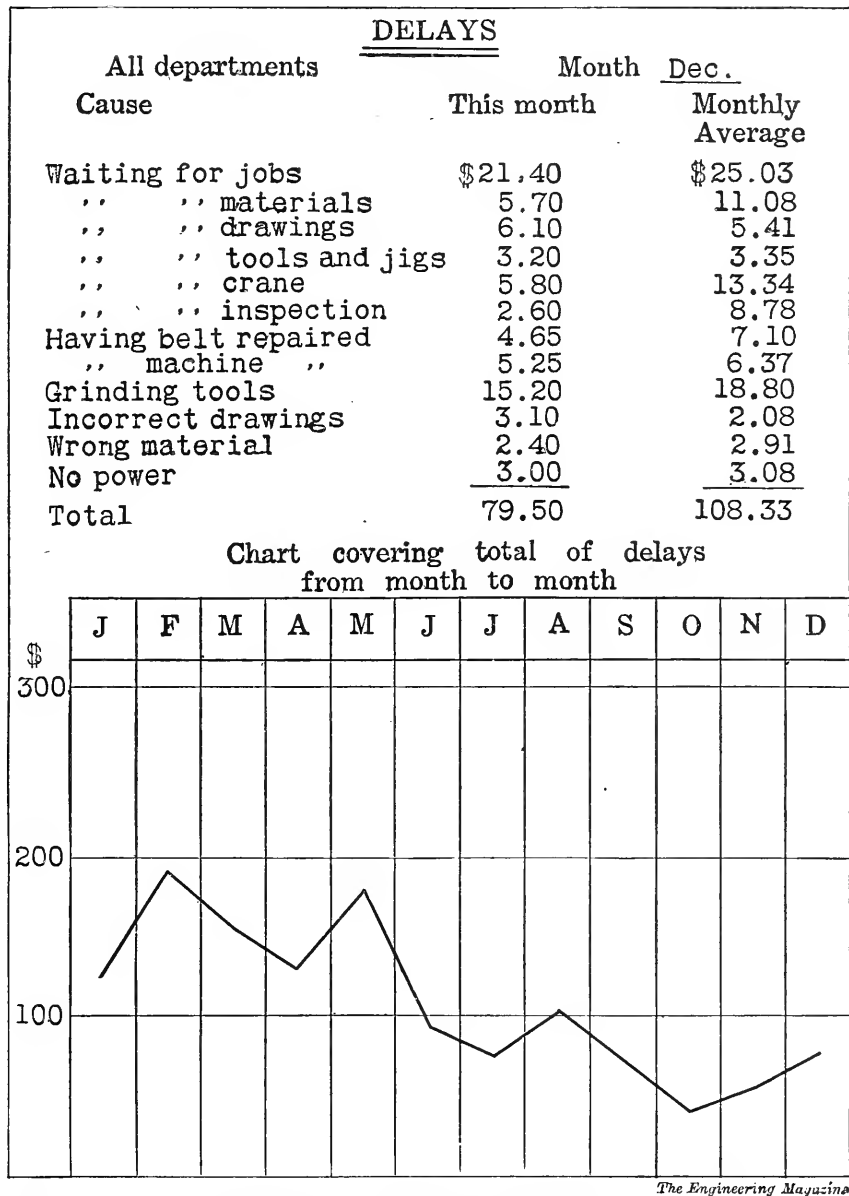 DELAYS
All departments Month Dec.
Cause This month Monthly
Average
Waiting for jobs $21.40 $25.03
,, ,, materials 5.70 11.08
,, ,, drawings 6.10 5.41
,, ,, tools and jigs 3.20 3.35
,, ,, crane 5.80 13.34
,, ,, inspection 2.60 8.78
Having belt repaired 4.65 7.10
,, machine ,, 5.25 6.37
Grinding tools 15.20 18.80
Incorrect drawings 3.10 2.08
Wrong material 2.40 2.91
No power 3.00 3.08
Total 79.50 108.33
Chart covering total of delays
from month to month
J F M A M J J A S O N D
$
300
200
100
The Engineering Magazine